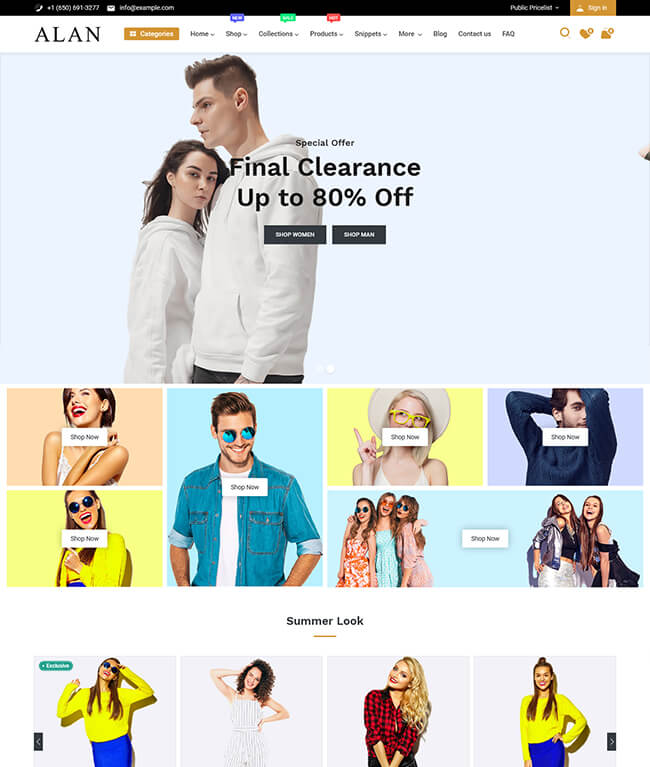 +1 (650) 691-3277 info@example.com Public Pricelist Sign in
NEW SALE HOT
ALAN Categories Home Shop Collections Products Snippets More Blog Contact us FAQ 0 0
Special Offer
Final Clearance
Up to 80% Off
SHOP WOMEN SHOP MAN
Shop Now Shop Now Shop Now
Shop Now
Shop Now Shop Now
Summer Look
Exclusive